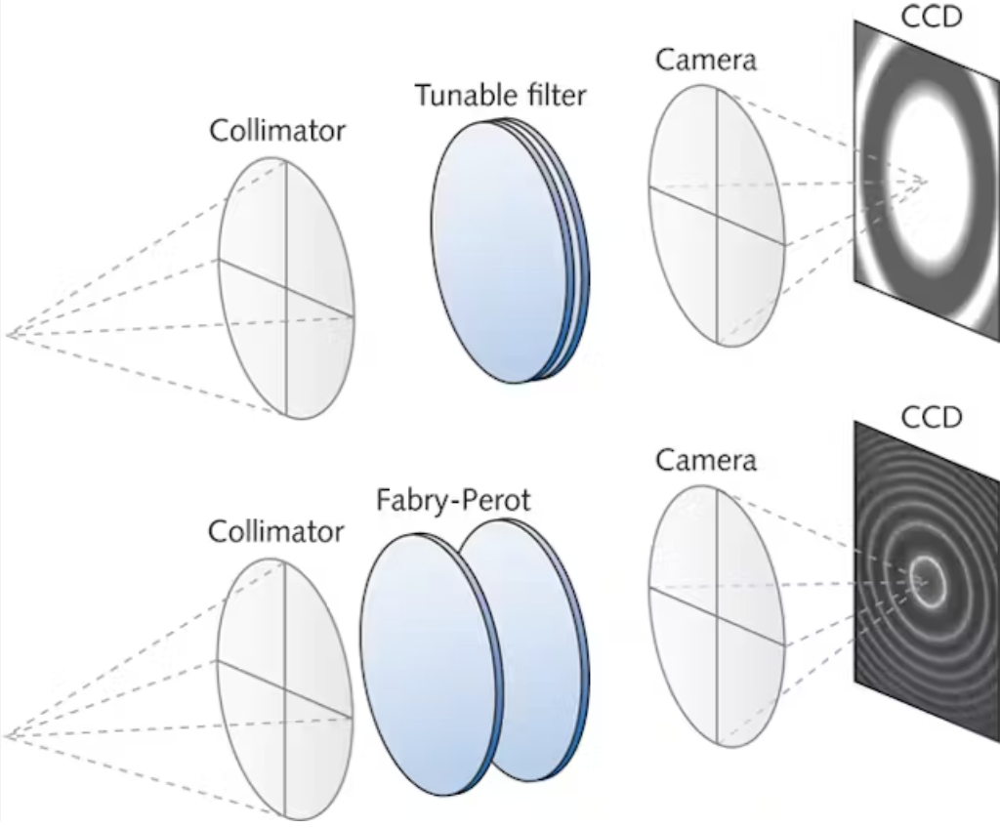 CCD
Camera
Tunable filter
Collimator
CCD
Camera
Fabry-Perot
Collimator